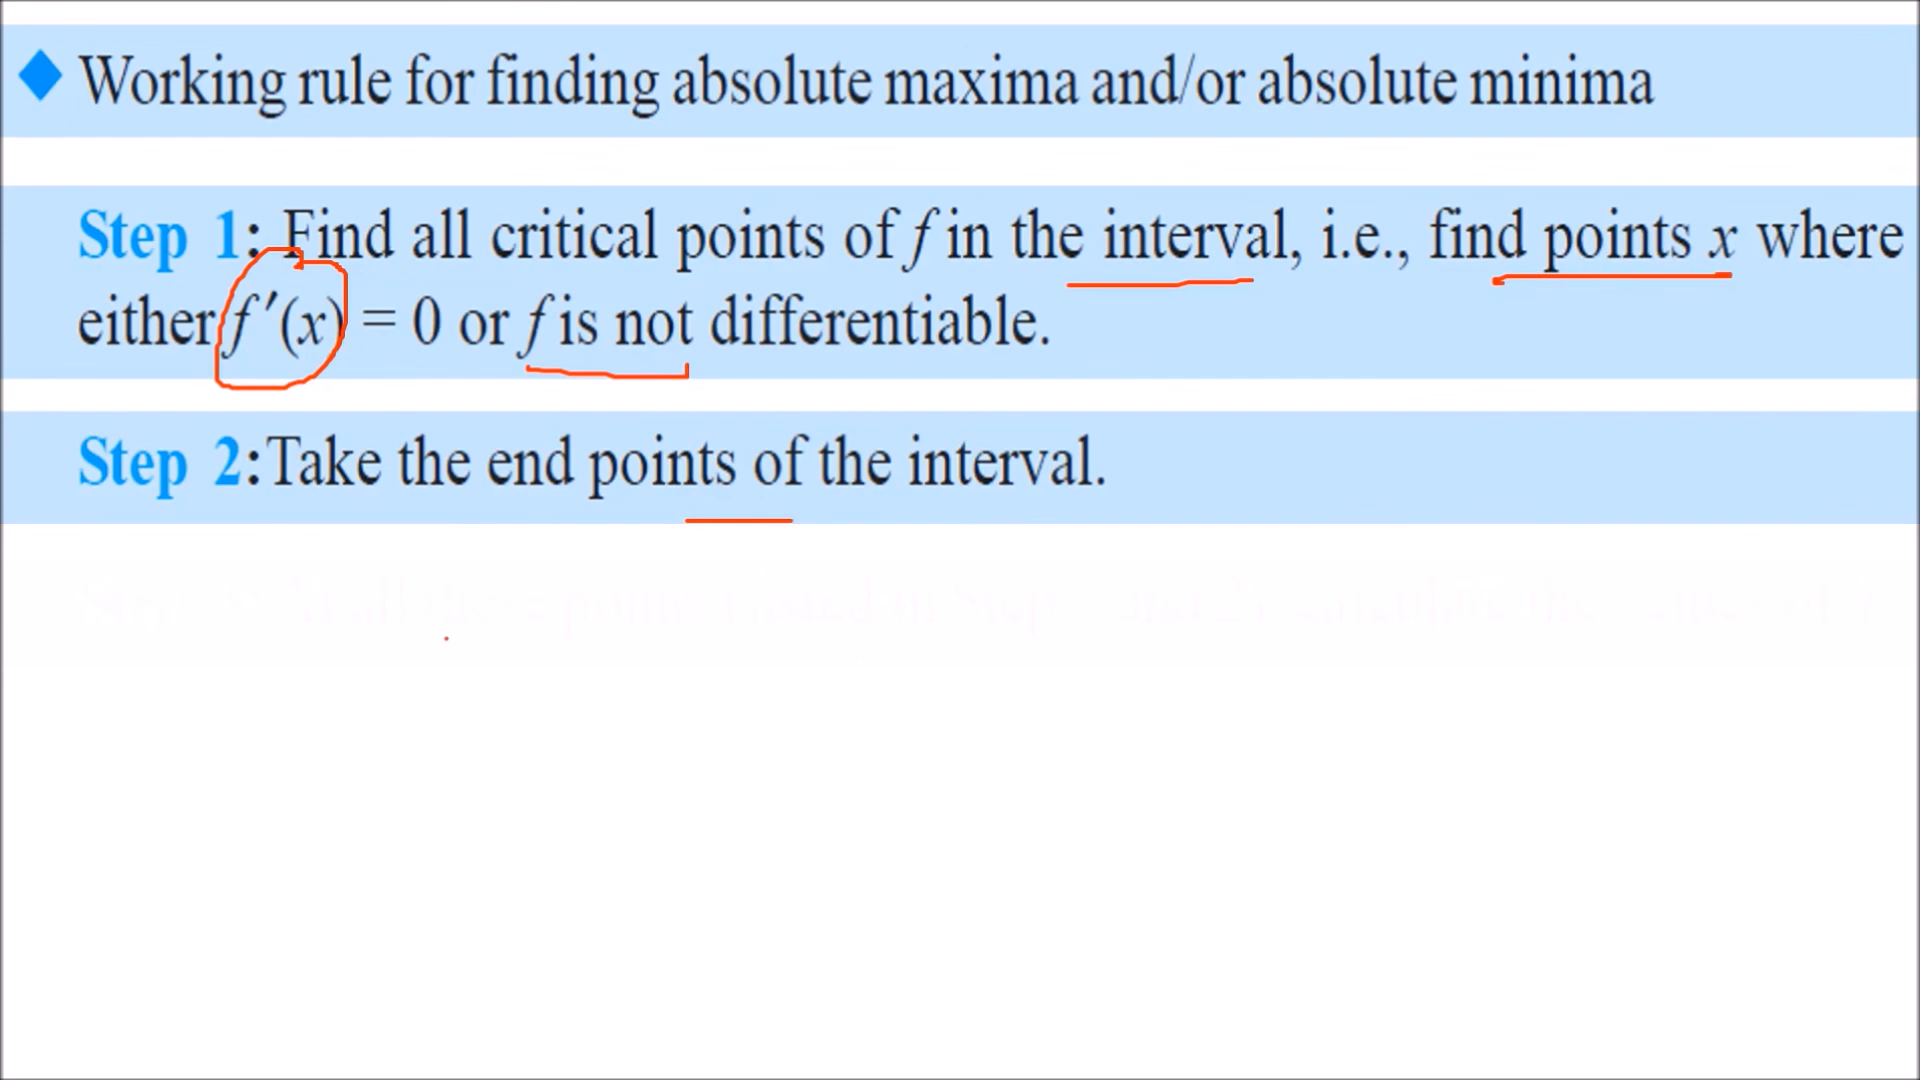 Working rule for finding absolute maxima and/or absolute minima
Step 1: Find all critical points of f in the interval, i.e., find points x where
either f ′(x) = 0 or f is not differentiable.
Step 2:Take the end points of the interval.